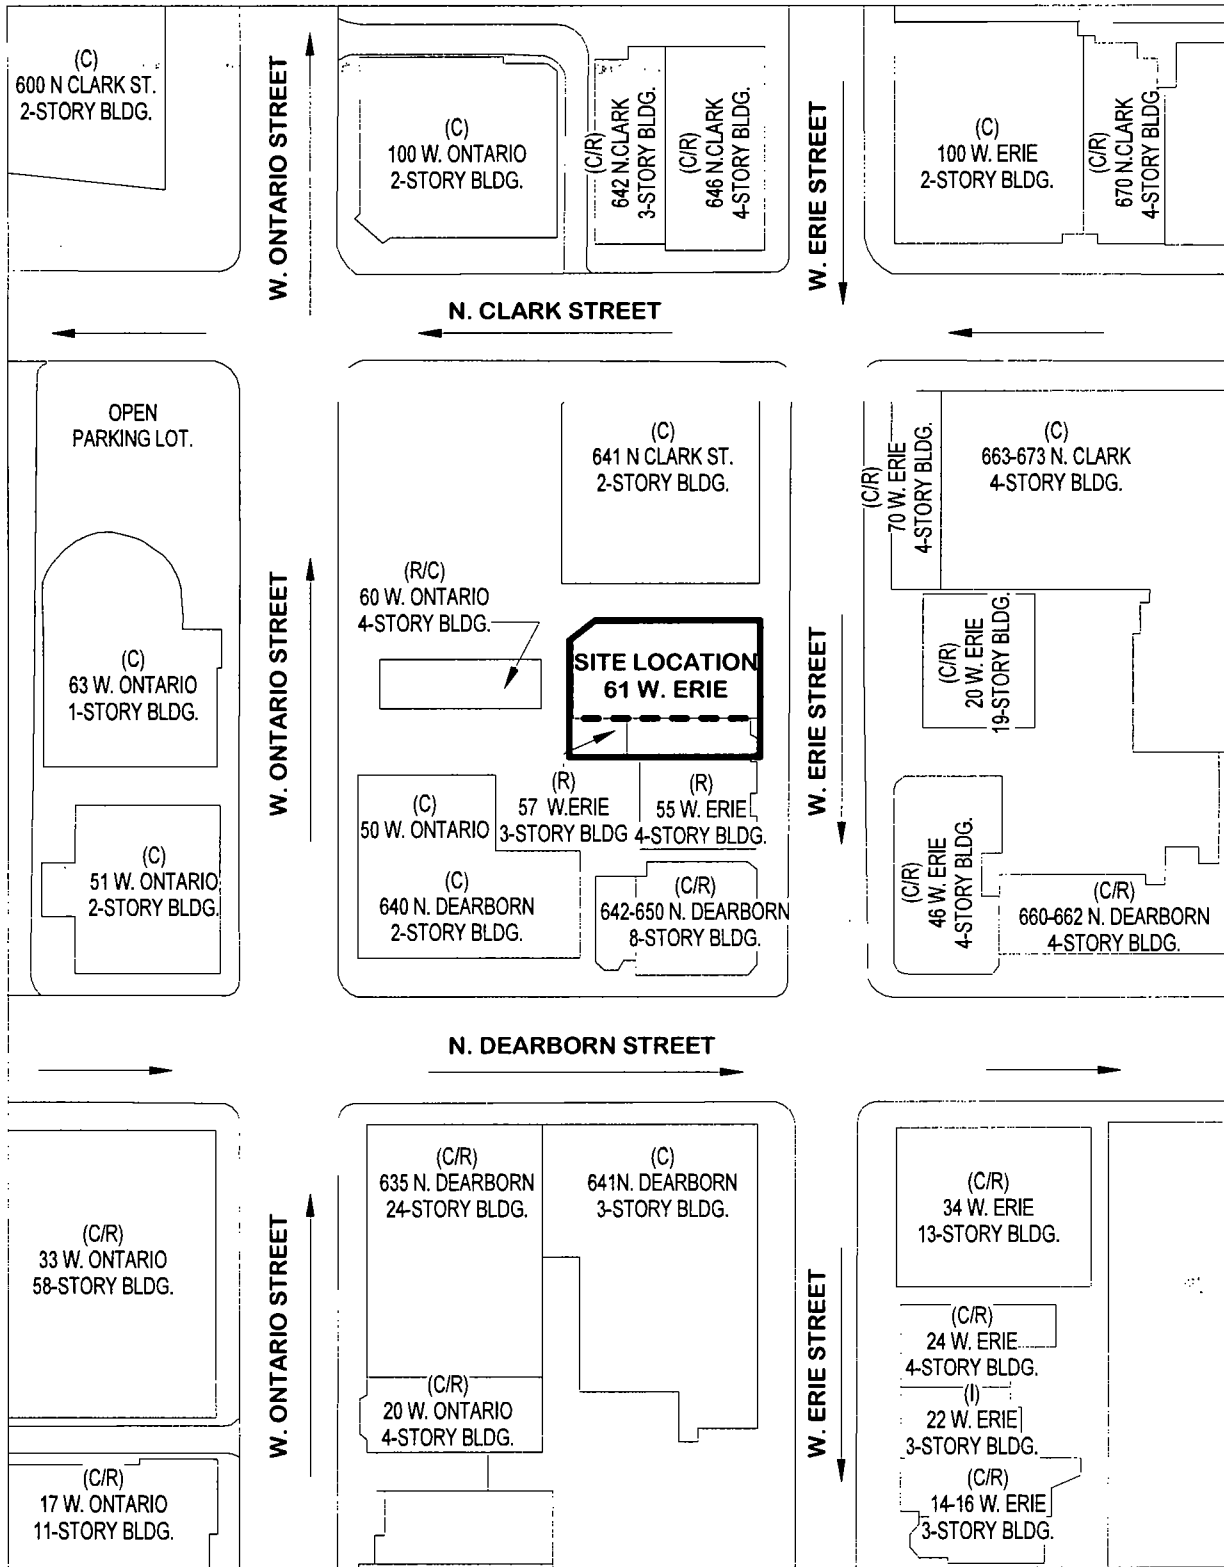 (C)
600 N CLARK ST.
2-STORY BLDG.
W. ONTARIO STREET
(C)
100 W. ONTARIO
2-STORY BLDG.
(C/R)
642 N.CLARK
3-STORY BLDG.
(C/R)
646 N.CLARK
4-STORY BLDG.
W. ERIE STREET
(C)
100 W. ERIE
2-STORY BLDG.
(C/R)
670 N.CLARK
4-STORY BLDG.
N. CLARK STREET
OPEN
PARKING LOT.
(C)
641 N CLARK ST.
2-STORY BLDG.
(C/R)
70 W. ERIE
4-STORY BLDG.
(C)
663-673 N. CLARK
4-STORY BLDG.
W. ONTARIO STREET
(R/C)
60 W. ONTARIO
4-STORY BLDG.
SITE LOCATION
61 W. ERIE
W. ERIE STREET
(C/R)
20 W. ERIE
19-STORY BLDG.
(C)
63 W. ONTARIO
1-STORY BLDG.
(C)
50 W. ONTARIO
(R)
57 W.ERIE
3-STORY BLDG
(R)
55 W. ERIE
4-STORY BLDG.
(C)
51 W. ONTARIO
2-STORY BLDG.
(C)
640 N. DEARBORN
2-STORY BLDG.
(C/R)
642-650 N. DEARBORN
8-STORY BLDG.
(C/R)
46 W. ERIE
4-STORY BLDG.
(C/R)
660-662 N. DEARBORN
4-STORY BLDG.
N. DEARBORN STREET
(C/R)
33 W. ONTARIO
58-STORY BLDG.
W. ONTARIO STREET
(C/R)
635 N. DEARBORN
24-STORY BLDG.
(C)
641N. DEARBORN
3-STORY BLDG.
W. ERIE STREET
(C/R)
34 W. ERIE
13-STORY BLDG.
(C/R)
24 W. ERIE
4-STORY BLDG.
(C/R)
20 W. ONTARIO
4-STORY BLDG.
(I)
22 W. ERIE
3-STORY BLDG.
(C/R)
17 W. ONTARIO
11-STORY BLDG.
(C/R)
14-16 W. ERIE
3-STORY BLDG.